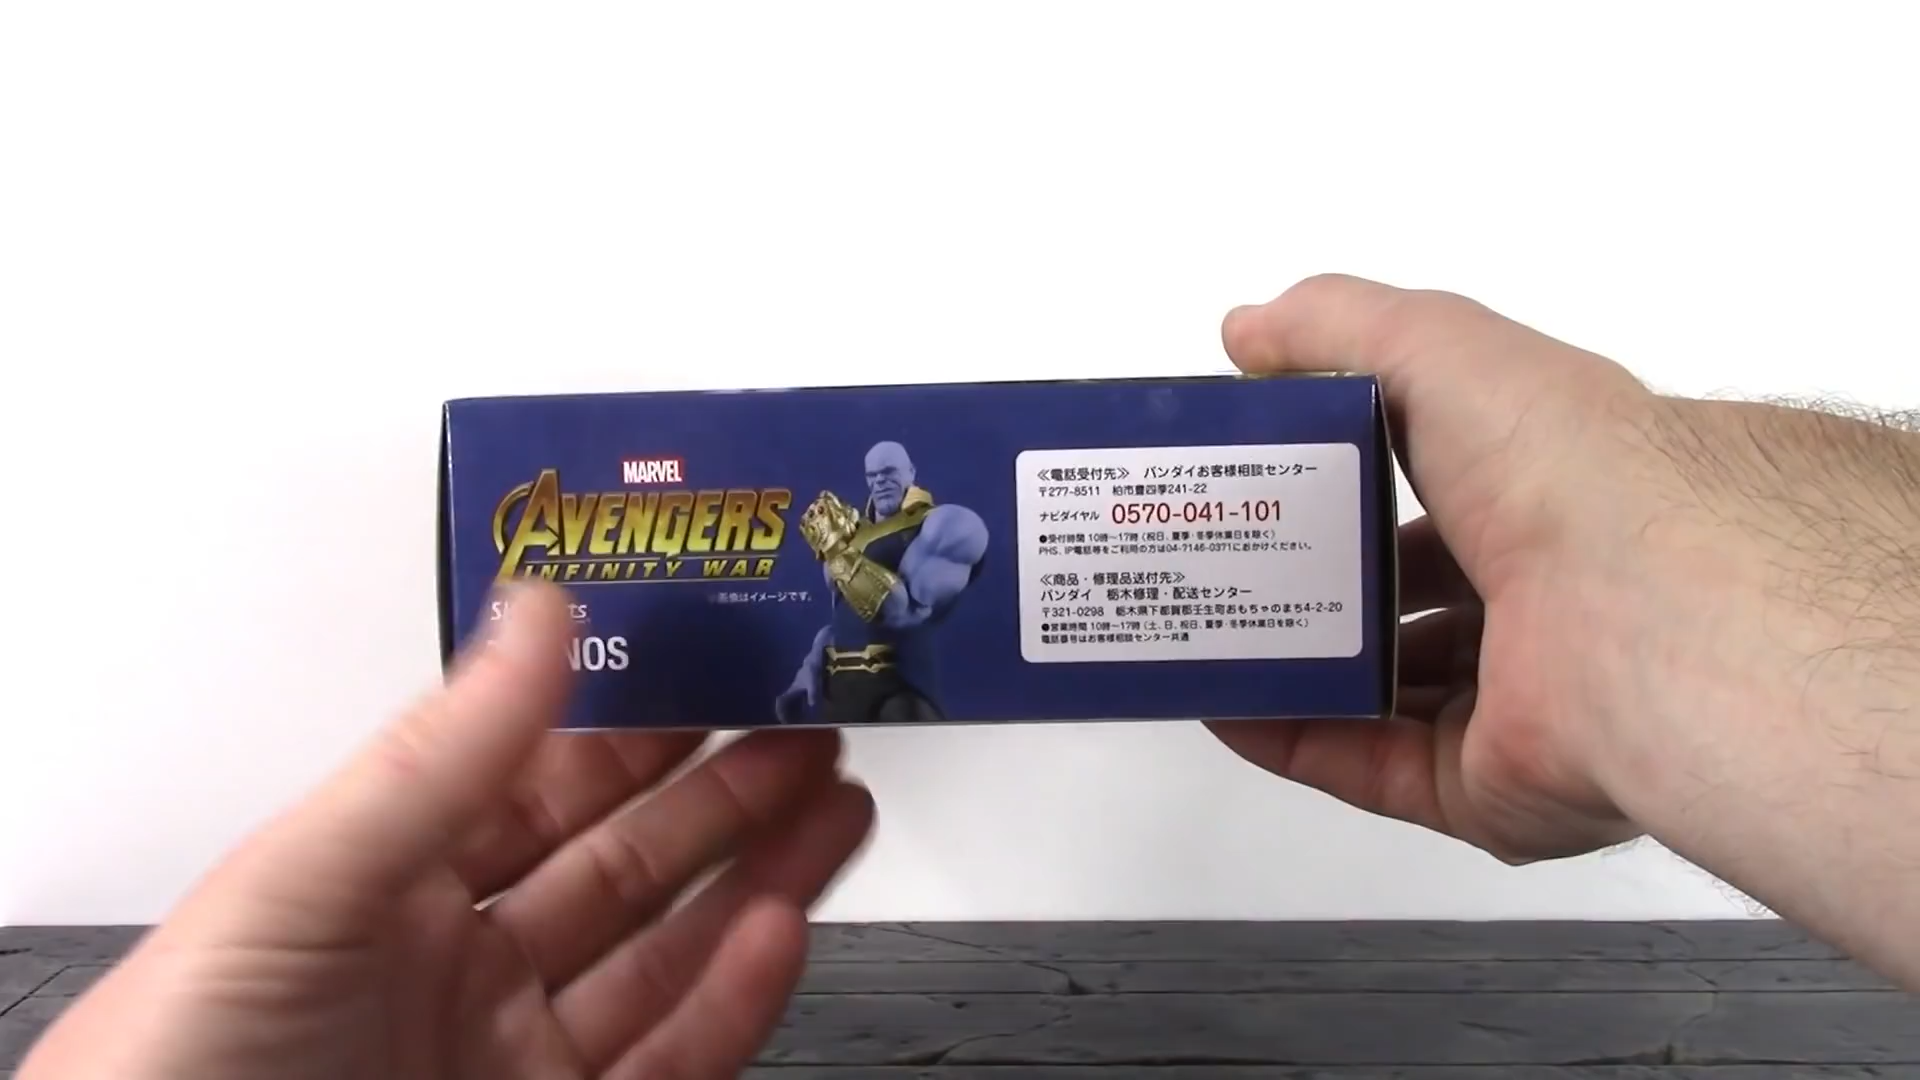 MARVEL
AVENGERS
INFINITY WAR
画像はイメージです。
NOS
≪電話受付先≫ バンダイお客様相談センター
〒277-8511 柏市豊四季241-22
ナビダイヤル 0570-041-101
●受付時間 10時～17時（祝日、夏季・冬季休業日を除く）
PHS、IP電話等をご利用の方は04-7146-0371におかけください。
≪商品・修理品送付先≫
バンダイ 栃木修理・配送センター
〒321-0298 栃木県下都賀郡壬生町おもちゃのまち4-2-20
●営業時間 10時～17時（土、日、祝日、夏季・冬季休業日を除く）
電話番号はお客様相談センター共通